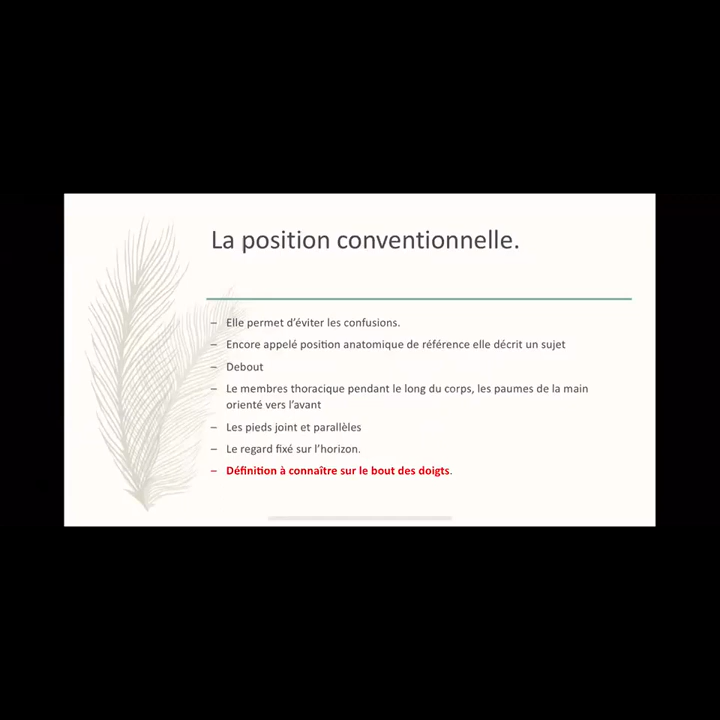 La position conventionnelle.
– Elle permet d'éviter les confusions.
– Encore appelé position anatomique de référence elle décrit un sujet
– Debout
– Le membres thoracique pendant le long du corps, les paumes de la main
orienté vers l'avant
– Les pieds joint et parallèles
– Le regard fixé sur l'horizon.
– Définition à connaître sur le bout des doigts.